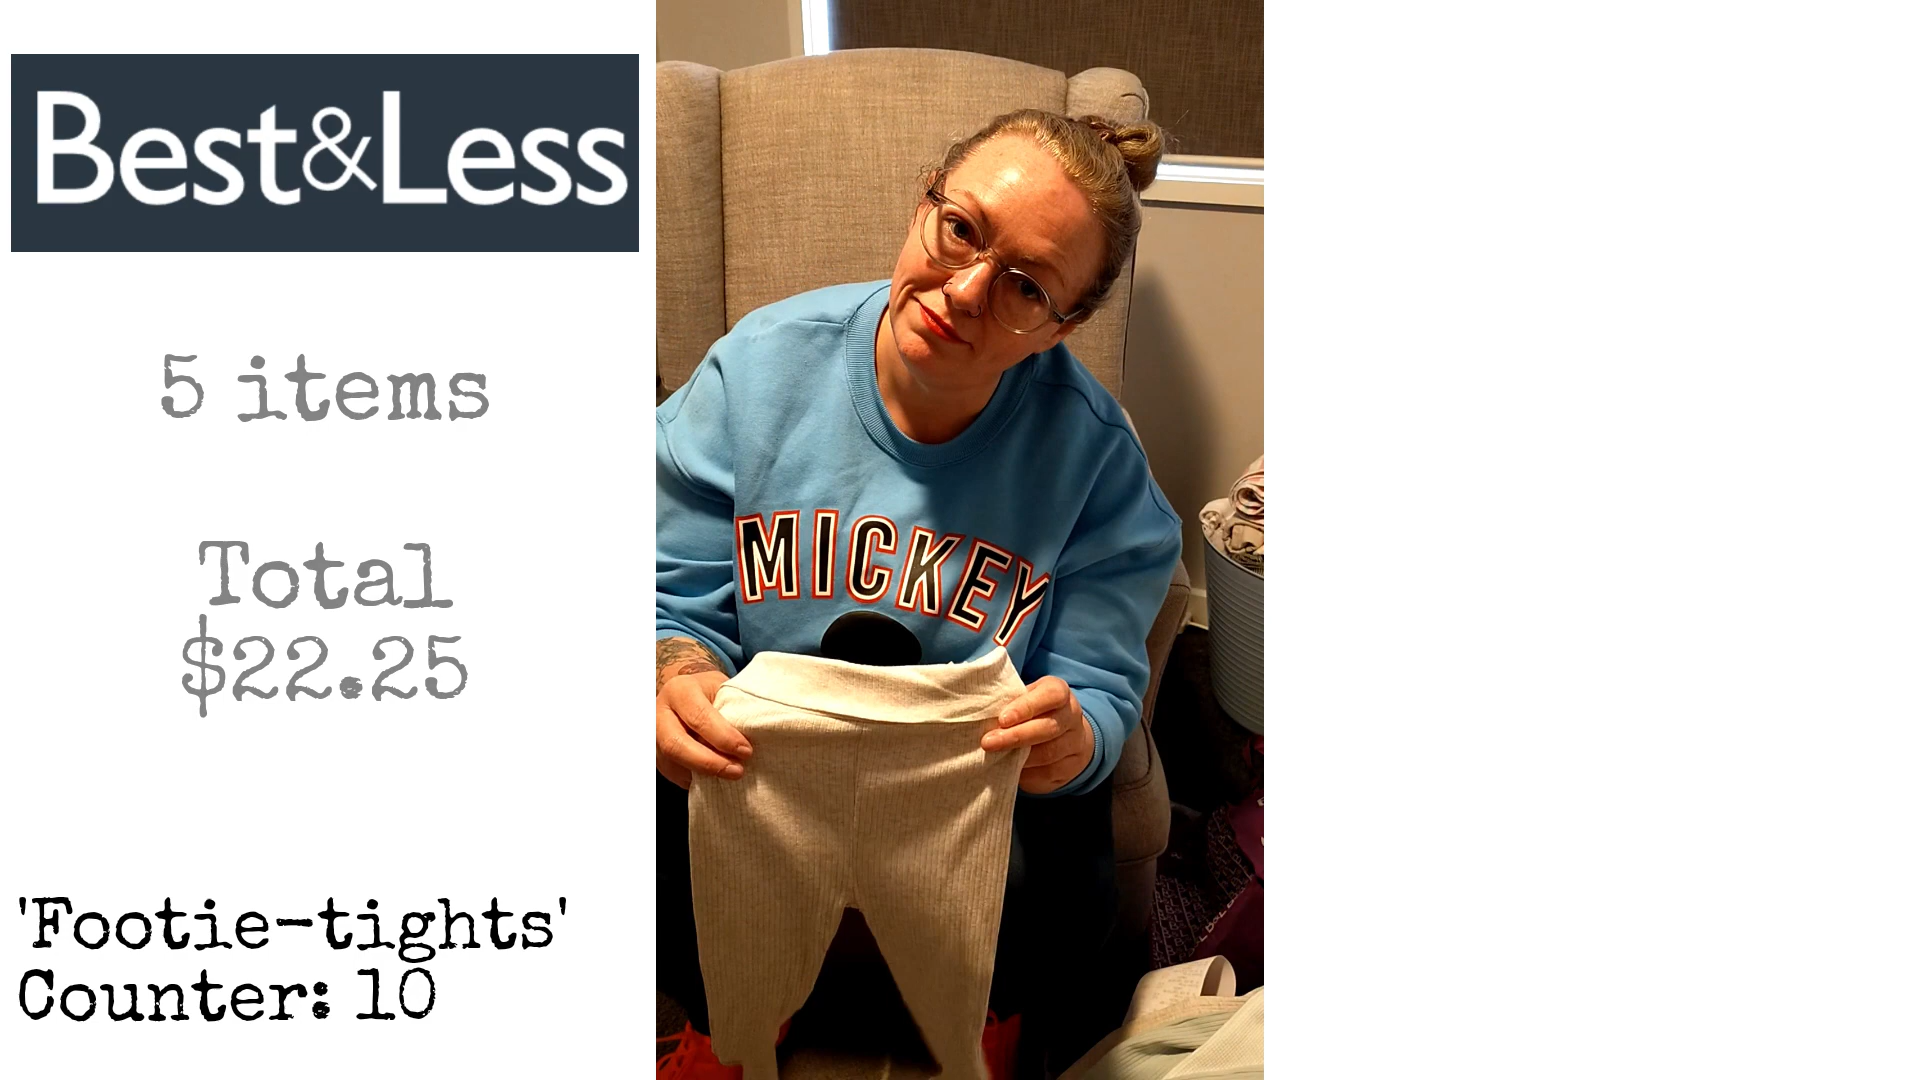 Best&Less
5 items
Total
$22.25
'Footie-tights'
Counter: 10
MICKEY